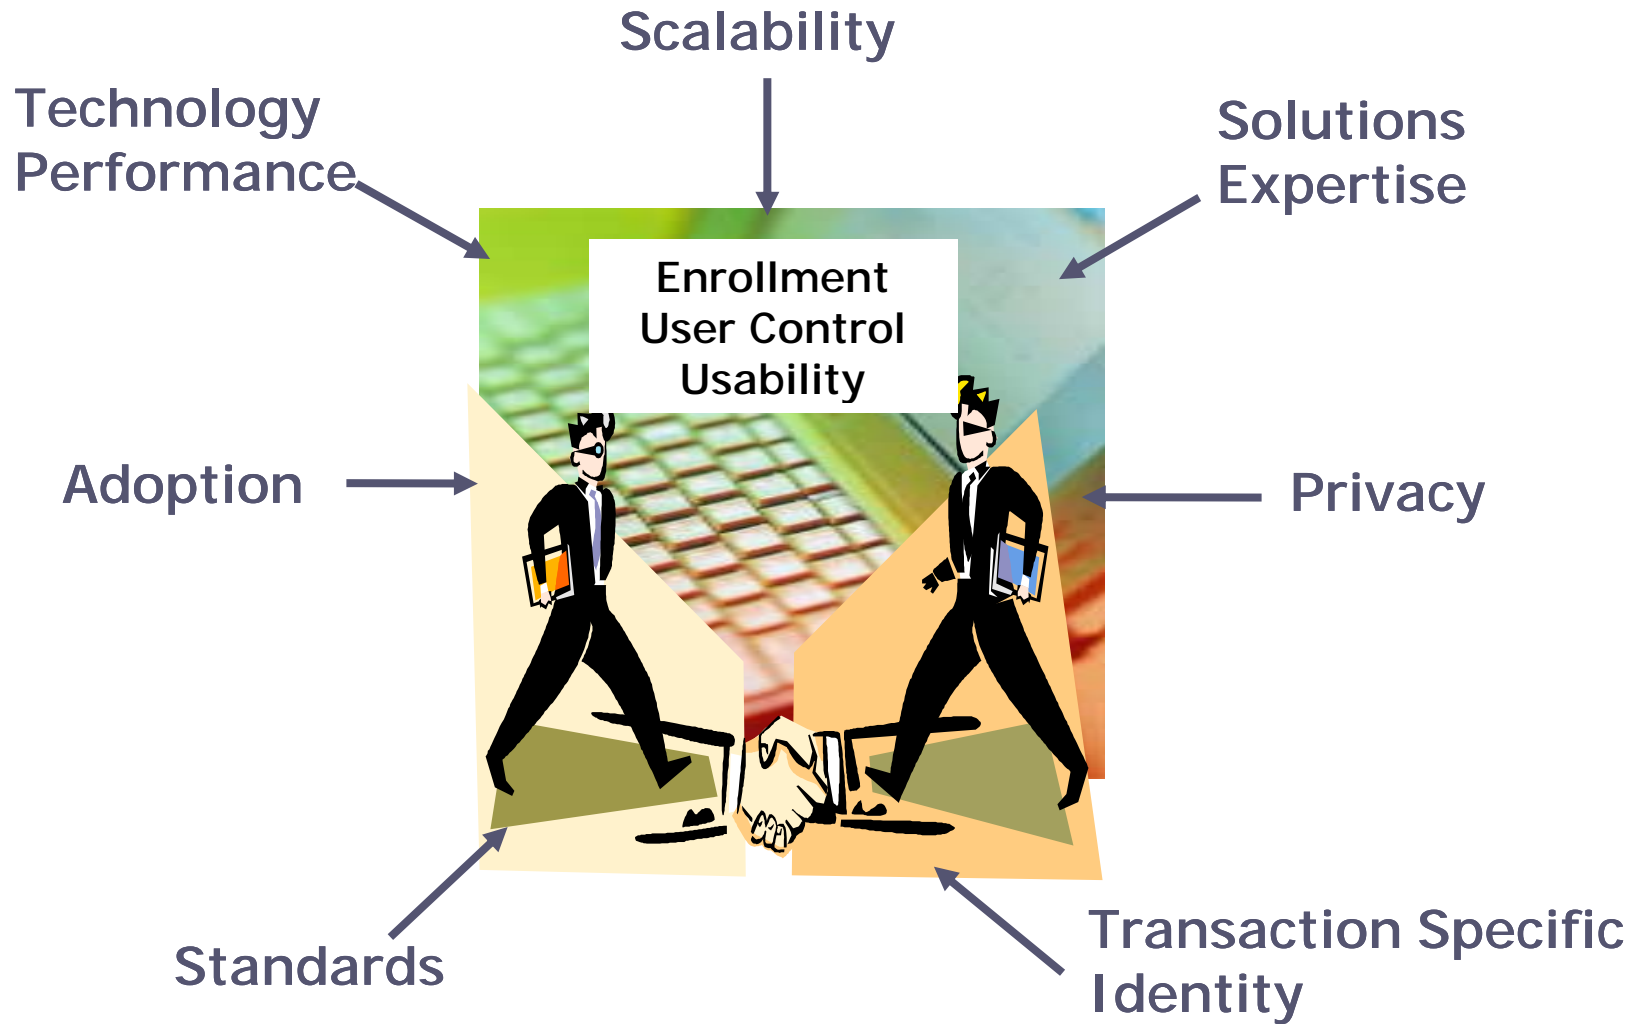 Scalability
Technology
Performance
Solutions
Expertise
Enrollment
User Control
Usability
Adoption
Privacy
Standards
Transaction Specific
Identity